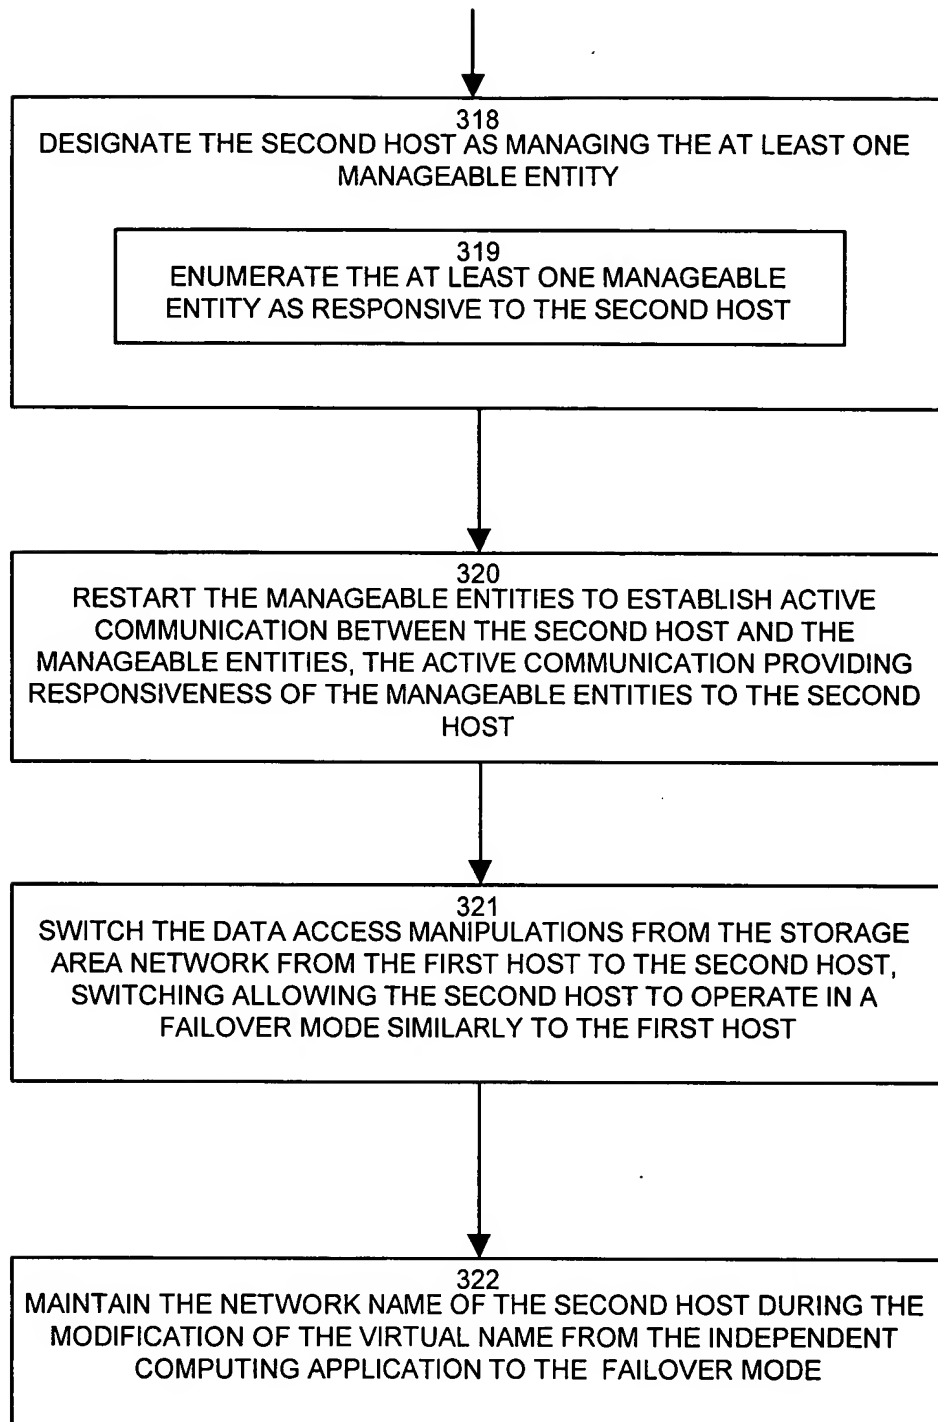 318
DESIGNATE THE SECOND HOST AS MANAGING THE AT LEAST ONE
MANAGEABLE ENTITY
319
ENUMERATE THE AT LEAST ONE MANAGEABLE
ENTITY AS RESPONSIVE TO THE SECOND HOST
320
RESTART THE MANAGEABLE ENTITIES TO ESTABLISH ACTIVE
COMMUNICATION BETWEEN THE SECOND HOST AND THE
MANAGEABLE ENTITIES, THE ACTIVE COMMUNICATION PROVIDING
RESPONSIVENESS OF THE MANAGEABLE ENTITIES TO THE SECOND
HOST
321
SWITCH THE DATA ACCESS MANIPULATIONS FROM THE STORAGE
AREA NETWORK FROM THE FIRST HOST TO THE SECOND HOST,
SWITCHING ALLOWING THE SECOND HOST TO OPERATE IN A
FAILOVER MODE SIMILARLY TO THE FIRST HOST
322
MAINTAIN THE NETWORK NAME OF THE SECOND HOST DURING THE
MODIFICATION OF THE VIRTUAL NAME FROM THE INDEPENDENT
COMPUTING APPLICATION TO THE FAILOVER MODE